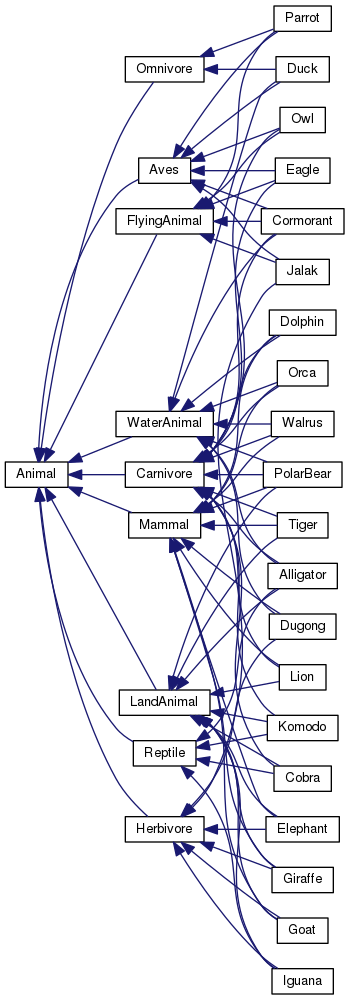 Parrot
Omnivore
Duck
Owl
Aves
Eagle
FlyingAnimal
Cormorant
Jalak
Dolphin
Orca
WaterAnimal
Walrus
Animal
Carnivore
PolarBear
Mammal
Tiger
Alligator
Dugong
Lion
LandAnimal
Komodo
Reptile
Cobra
Herbivore
Elephant
Giraffe
Goat
Iguana